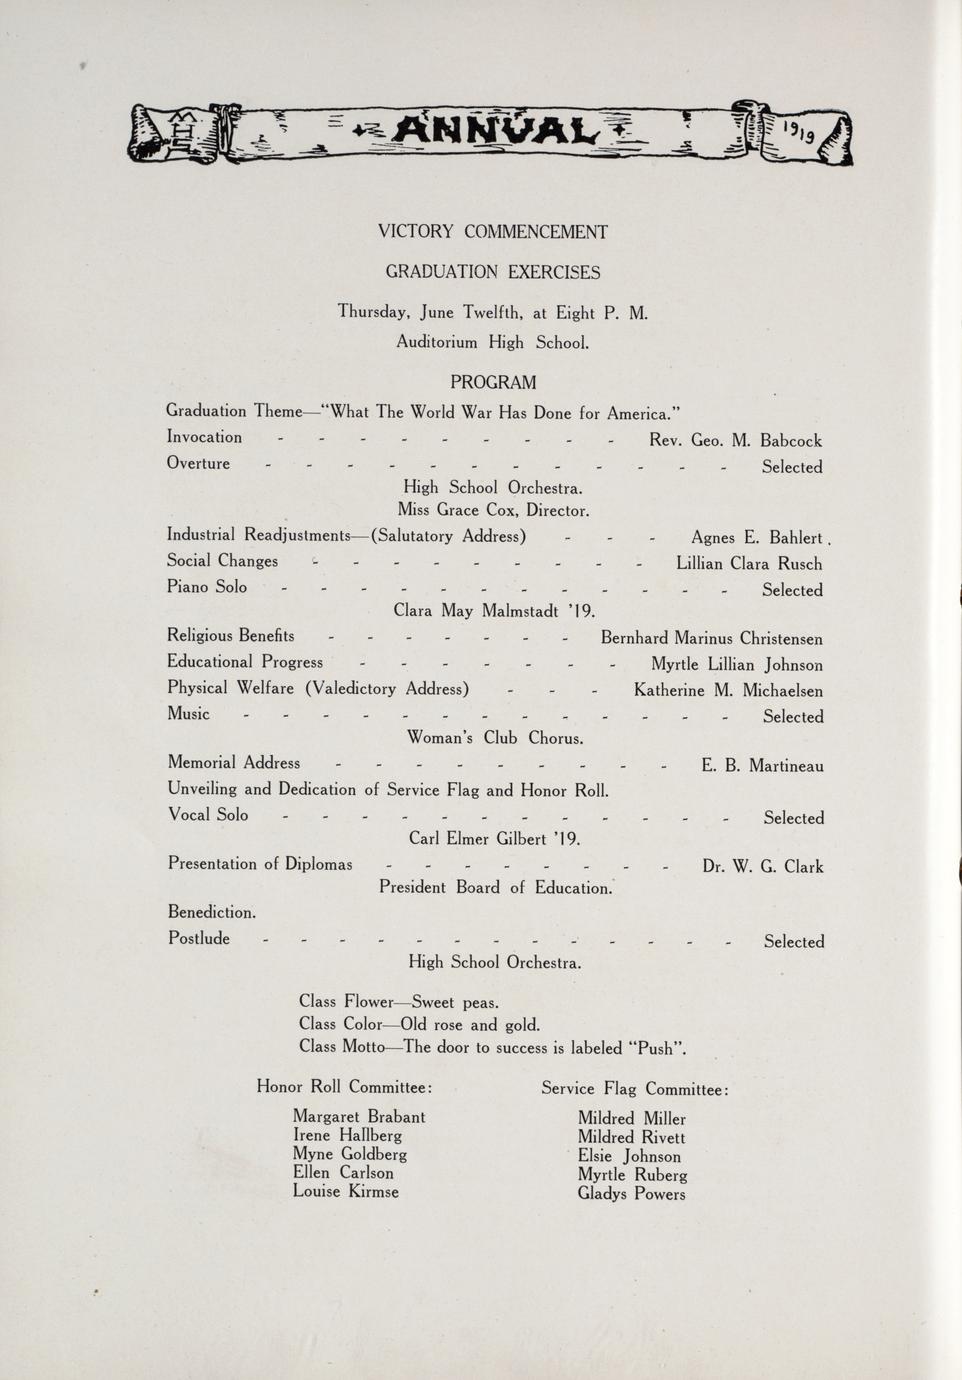 MHS ANNUAL 1919
VICTORY COMMENCEMENT
GRADUATION EXERCISES
Thursday, June Twelfth, at Eight P. M.
Auditorium High School.
PROGRAM
Graduation Theme—“What The World War Has Done for America.”
Invocation - - - - - - - - - Rev. Geo. M. Babcock
Overture - - - - - - - - - - - - Selected
High School Orchestra.
Miss Grace Cox, Director.
Industrial Readjustments—(Salutatory Address) - - - Agnes E. Bahlert.
Social Changes - - - - - - - - - Lillian Clara Rusch
Piano Solo - - - - - - - - - - - - Selected
Clara May Malmstadt ’19.
Religious Benefits - - - - - - - Bernhard Marinus Christensen
Educational Progress - - - - - - - Myrtle Lillian Johnson
Physical Welfare (Valedictory Address) - - - Katherine M. Michaelsen
Music - - - - - - - - - - - - - Selected
Woman’s Club Chorus.
Memorial Address - - - - - - - - - E. B. Martineau
Unveiling and Dedication of Service Flag and Honor Roll.
Vocal Solo - - - - - - - - - - - - Selected
Carl Elmer Gilbert ’19.
Presentation of Diplomas - - - - - - - - Dr. W. G. Clark
President Board of Education.
Benediction.
Postlude - - - - - - - - - - - - - Selected
High School Orchestra.
Class Flower—Sweet peas.
Class Color—Old rose and gold.
Class Motto—The door to success is labeled “Push”.
Honor Roll Committee: Service Flag Committee:
Margaret Brabant Mildred Miller
Irene Hallberg Mildred Rivett
Myne Goldberg Elsie Johnson
Ellen Carlson Myrtle Ruberg
Louise Kirmse Gladys Powers